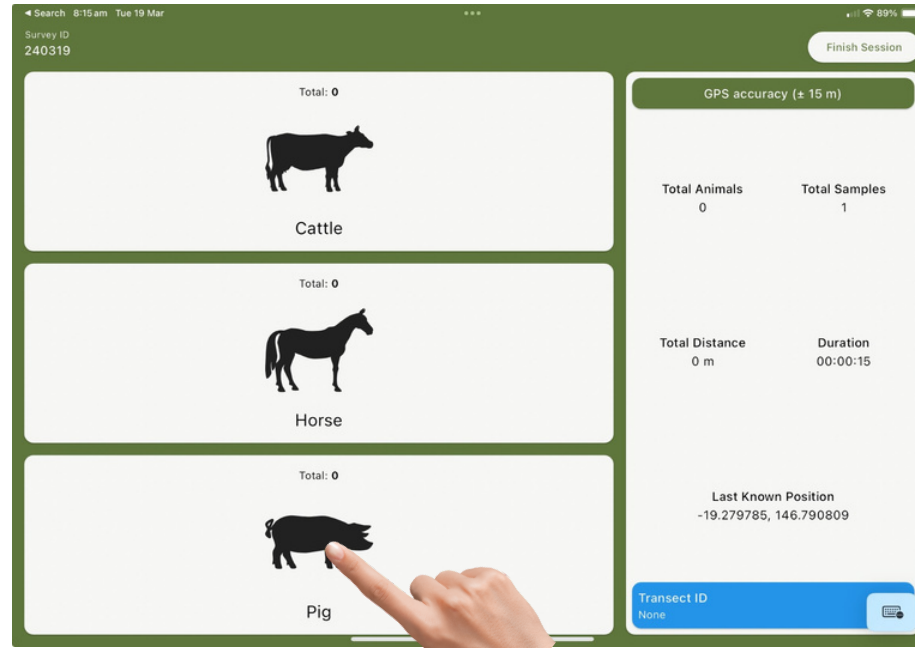 Search 8:15 am Tue 19 Mar
89%
Survey ID
240319
Finish Session
Total: 0
Cattle
Total: 0
Horse
Total: 0
Pig
GPS accuracy (± 15 m)
Total Animals
0
Total Samples
1
Total Distance
0 m
Duration
00:00:15
Last Known Position
-19.279785, 146.790809
Transect ID
None